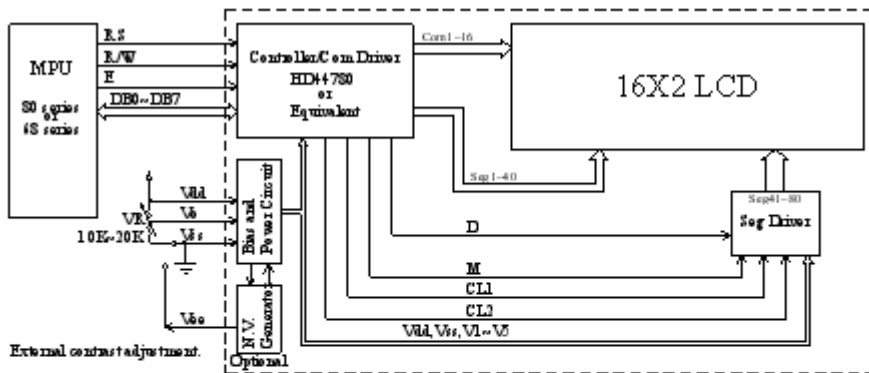 MPU
80 series
or
68 series
RS
R/W
E
DB0~DB7
Controller/Com Driver
HD44780
or
Equivalent
Com1-16
16X2 LCD
Seg1-40
Seg41-80
Seg Driver
Vdd
Vo
Vss
VR
10K~20K
Bias and
Power Circuit
D
M
CL1
CL2
Vdd, Vss, V1~V5
Vee
N.V.
Generator
Optional
External contrast adjustment.